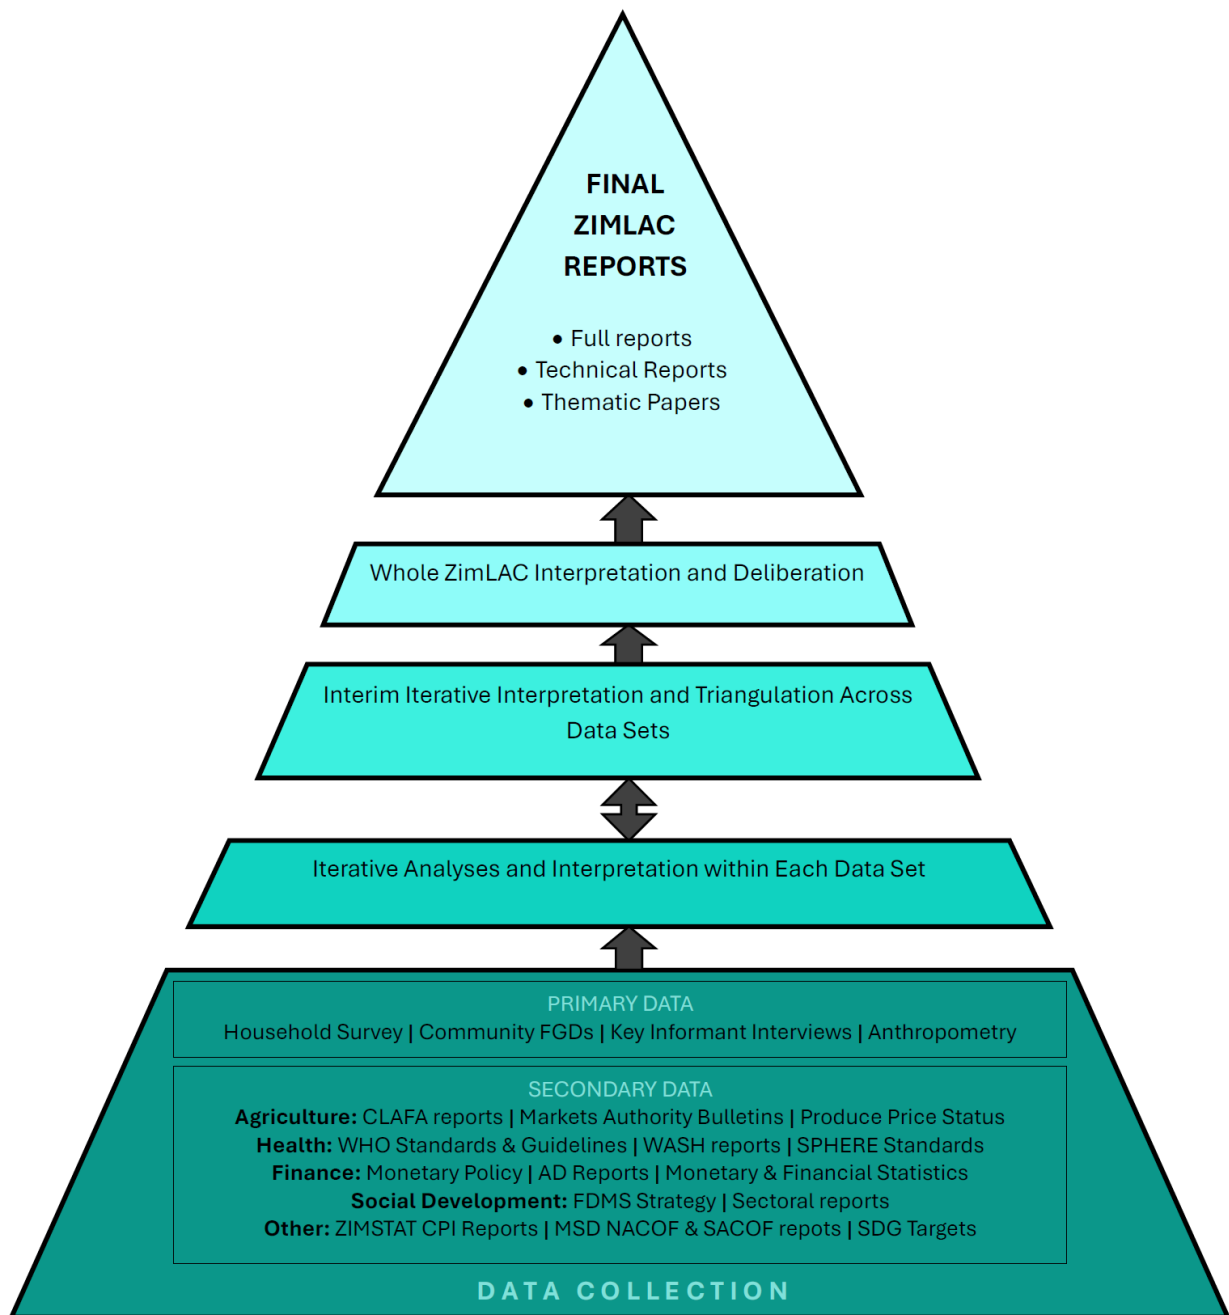 FINAL
ZIMLAC
REPORTS
• Full reports
• Technical Reports
• Thematic Papers
Whole ZimLAC Interpretation and Deliberation
Interim Iterative Interpretation and Triangulation Across
Data Sets
Iterative Analyses and Interpretation within Each Data Set
PRIMARY DATA
Household Survey | Community FGDs | Key Informant Interviews | Anthropometry
SECONDARY DATA
Agriculture: CLAFA reports | Markets Authority Bulletins | Produce Price Status
Health: WHO Standards & Guidelines | WASH reports | SPHERE Standards
Finance: Monetary Policy | AD Reports | Monetary & Financial Statistics
Social Development: FDMS Strategy | Sectoral reports
Other: ZIMSTAT CPI Reports | MSD NACOF & SACOF repots | SDG Targets
DATA COLLECTION